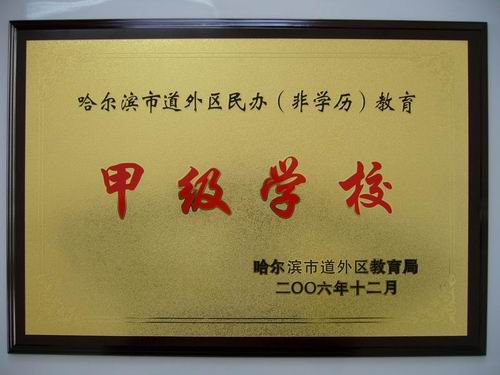 哈尔滨市道外区民办（非学历）教育
甲级学校
哈尔滨市道外区教育局
二〇〇六年十二月